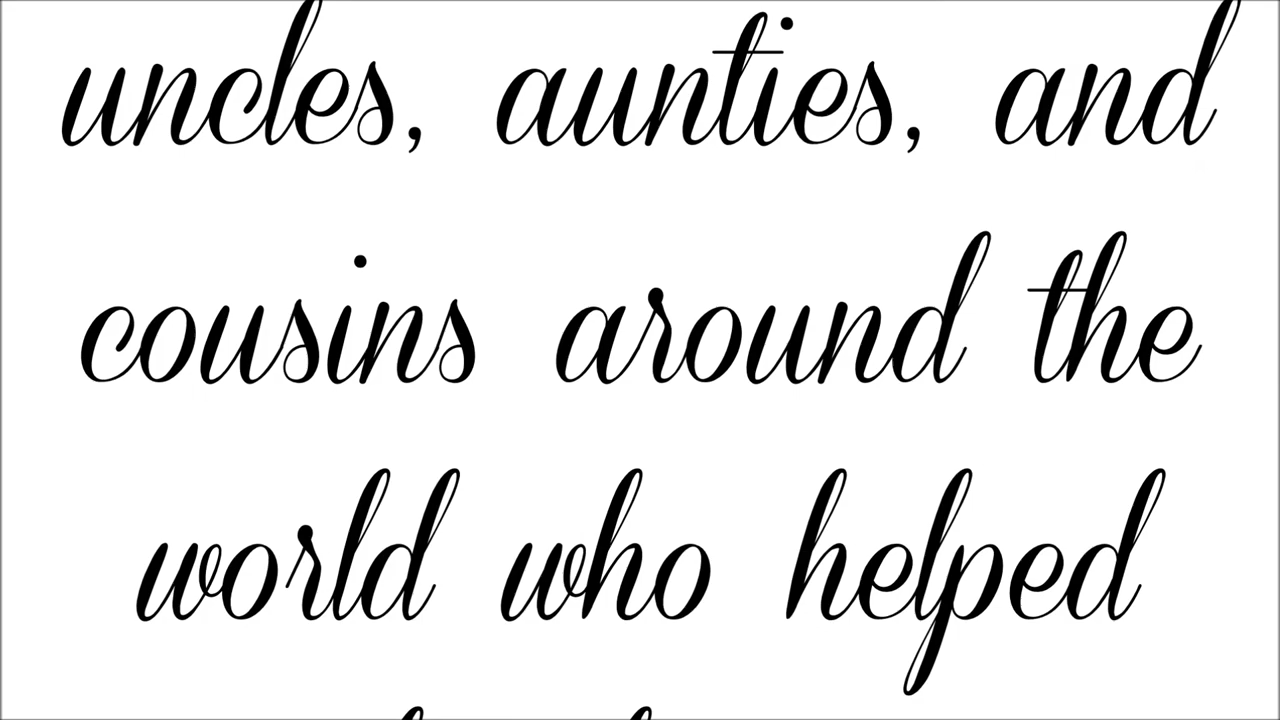 uncles, aunties, and
cousins around the
world who helped